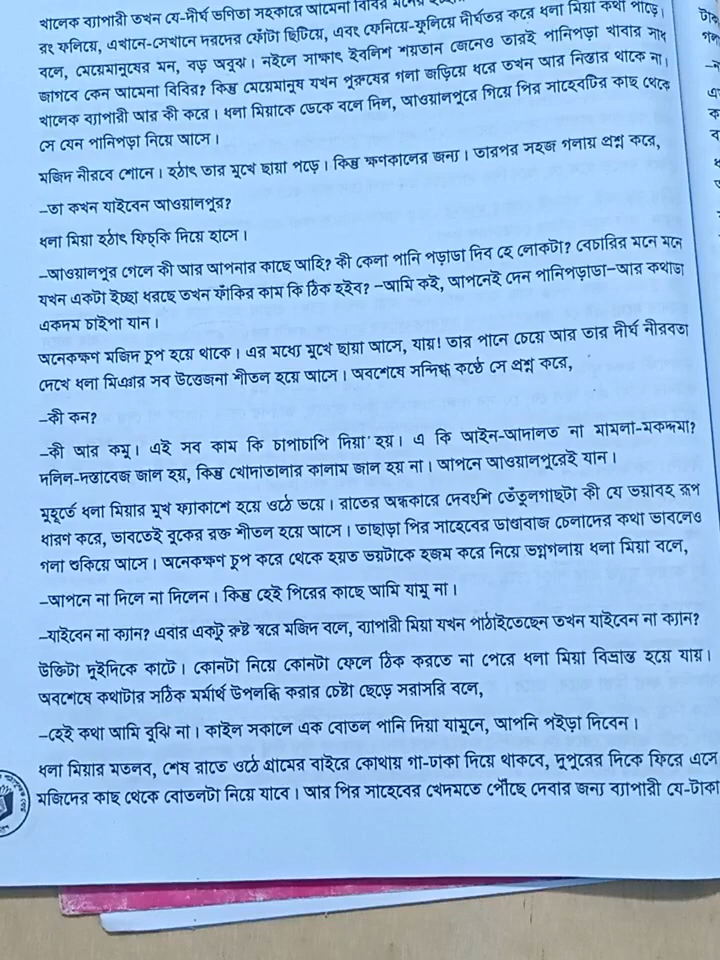 খালেক ব্যাপারী তখন যে-দীর্ঘ ভণিতা সহকারে আমেনা বিবির
রং ফলিয়ে, এখানে-সেখানে দরদের ফোঁটা ছিটিয়ে, এবং ফেনিয়ে-ফুলিয়ে দীর্ঘতর করে ধলা মিয়া কথা পাড়ে।
বলে, মেয়েমানুষের মন, বড় অবুঝ। নইলে সাক্ষাৎ ইবলিশ শয়তান জেনেও তারই পানিপড়া খাবার সাধ
জাগবে কেন আমেনা বিবির? কিন্তু মেয়েমানুষ যখন পুরুষের গলা জড়িয়ে ধরে তখন আর নিস্তার থাকে না।
খালেক ব্যাপারী আর কী করে। ধলা মিয়াকে ডেকে বলে দিল, আওয়ালপুরে গিয়ে পির সাহেবটির কাছ থেকে
সে যেন পানিপড়া নিয়ে আসে।
মজিদ নীরবে শোনে। হঠাৎ তার মুখে ছায়া পড়ে। কিন্তু ক্ষণকালের জন্য। তারপর সহজ গলায় প্রশ্ন করে,
–তা কখন যাইবেন আওয়ালপুর?
ধলা মিয়া হঠাৎ ফিচ্‌কি দিয়ে হাসে।
–আওয়ালপুর গেলে কী আর আপনার কাছে আহি? কী কেলা পানি পড়াডা দিব হে লোকটা? বেচারির মনে মনে
যখন একটা ইচ্ছা ধরছে তখন ফাঁকির কাম কি ঠিক হইব? –আমি কই, আপনেই দেন পানিপড়াডা–আর কথাডা
একদম চাইপা যান।
অনেকক্ষণ মজিদ চুপ হয়ে থাকে। এর মধ্যে মুখে ছায়া আসে, যায়। তার পানে চেয়ে আর তার দীর্ঘ নীরবতা
দেখে ধলা মিঞার সব উত্তেজনা শীতল হয়ে আসে। অবশেষে সন্দিগ্ধ কণ্ঠে সে প্রশ্ন করে,
–কী কন?
–কী আর কমু। এই সব কাম কি চাপাচাপি দিয়া হয়। এ কি আইন-আদালত না মামলা-মকদ্দমা?
দলিল-দস্তাবেজ জাল হয়, কিন্তু খোদাতালার কালাম জাল হয় না। আপনে আওয়ালপুরেই যান।
মুহূর্তে ধলা মিয়ার মুখ ফ্যাকাশে হয়ে ওঠে ভয়ে। রাতের অন্ধকারে দেবংশি তেঁতুলগাছটা কী যে ভয়াবহ রূপ
ধারণ করে, ভাবতেই বুকের রক্ত শীতল হয়ে আসে। তাছাড়া পির সাহেবের ডাণ্ডাবাজ চেলাদের কথা ভাবলেও
গলা শুকিয়ে আসে। অনেকক্ষণ চুপ করে থেকে হয়ত ভয়টাকে হজম করে নিয়ে ভগ্নগলায় ধলা মিয়া বলে,
–আপনে না দিলে না দিলেন। কিন্তু হেই পিরের কাছে আমি যামু না।
–যাইবেন না ক্যান? এবার একটু রুষ্ট স্বরে মজিদ বলে, ব্যাপারী মিয়া যখন পাঠাইতেছেন তখন যাইবেন না ক্যান?
উক্তিটা দুইদিকে কাটে। কোনটা নিয়ে কোনটা ফেলে ঠিক করতে না পেরে ধলা মিয়া বিভ্রান্ত হয়ে যায়।
অবশেষে কথাটার সঠিক মর্মার্থ উপলব্ধি করার চেষ্টা ছেড়ে সরাসরি বলে,
–হেই কথা আমি বুঝি না। কাইল সকালে এক বোতল পানি দিয়া যামুনে, আপনি পইড়া দিবেন।
ধলা মিয়ার মতলব, শেষ রাতে উঠে গ্রামের বাইরে কোথায় গা-ঢাকা দিয়ে থাকবে, দুপুরের দিকে ফিরে এসে
মজিদের কাছ থেকে বোতলটা নিয়ে যাবে। আর পির সাহেবের খেদমতে পৌঁছে দেবার জন্য ব্যাপারী যে-টাকা